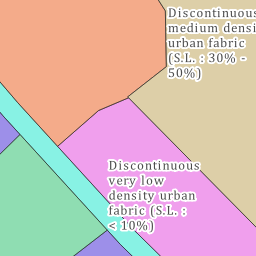 Discontinuous
medium densi
urban fabric
(S.L. : 30% -
50%)
Discontinuous
very low
density urban
fabric (S.L. :
< 10%)